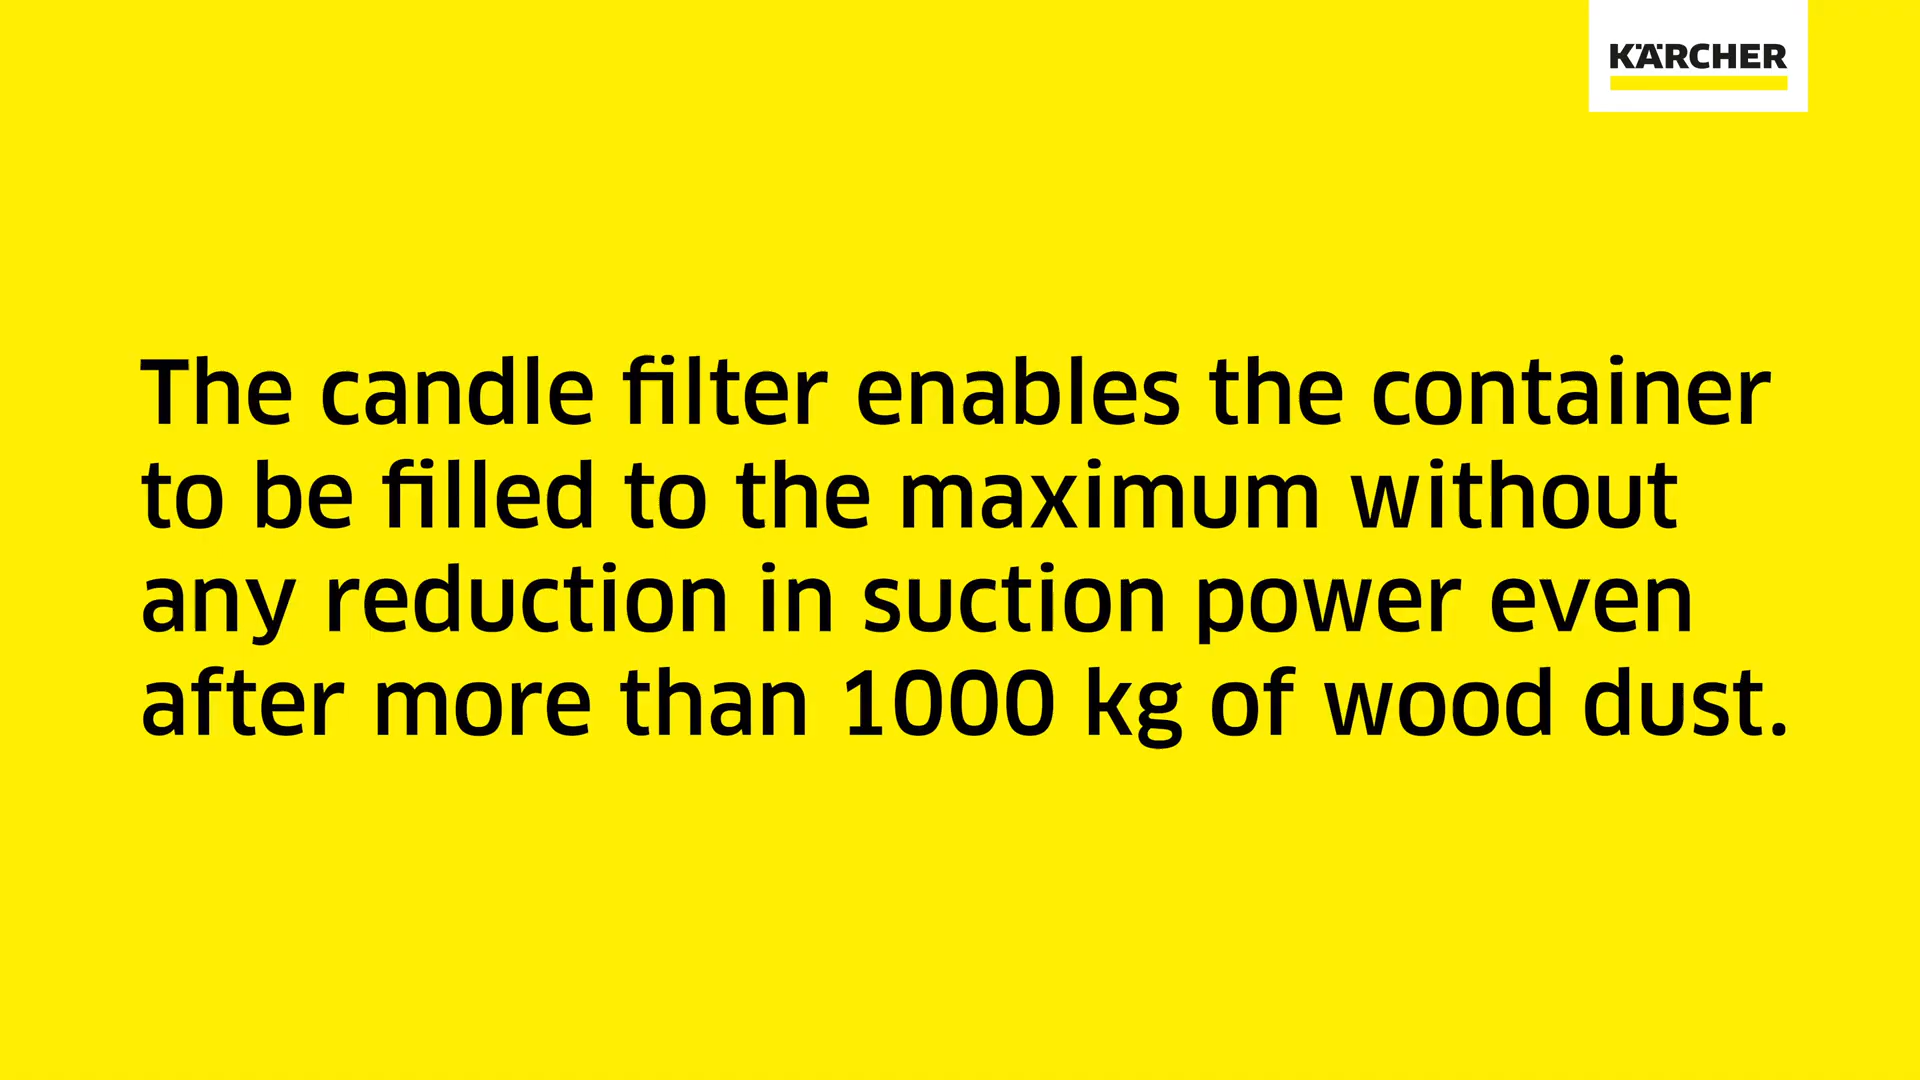 KÄRCHER
The candle filter enables the container
to be filled to the maximum without
any reduction in suction power even
after more than 1000 kg of wood dust.